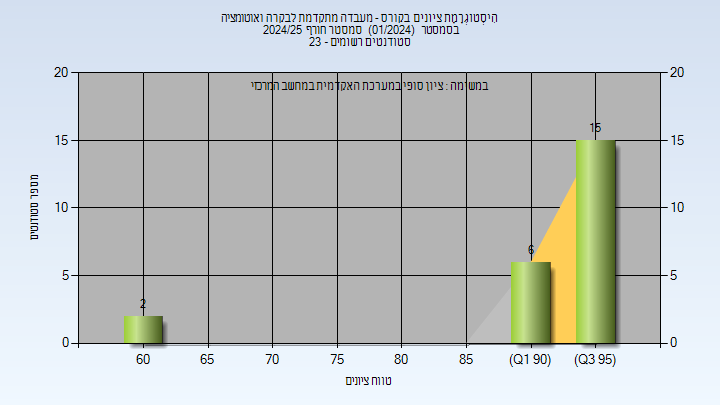 היסטוגרמת ציונים בקורס - מעבדה מתקדמת לבקרה ואוטומציה
בסמסטר (01/2024) סמסטר חורף 2024/25
סטודנטים רשומים - 23
במשימה : ציון סופי במערכת האקדמית במחשב המרכזי
20 20
15 15
10 10
5 5
0 0
מספר סטודנטים
2
6
15
60 65 70 75 80 85 (Q1 90) (Q3 95)
טווח ציונים